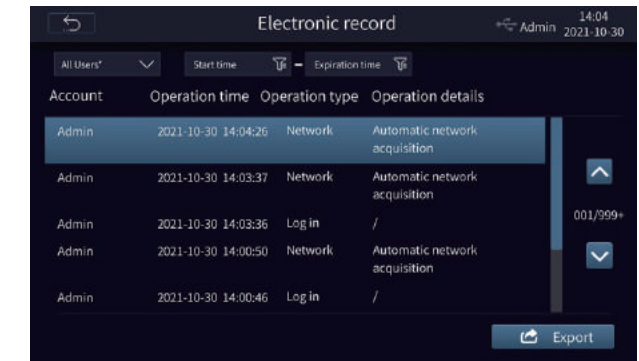 Electronic record
Admin
14:04
2021-10-30
All Users*
Start time
–
Expiration time
Account Operation time Operation type Operation details
Admin 2021-10-30 14:04:26 Network Automatic network
acquisition
Admin 2021-10-30 14:03:37 Network Automatic network
acquisition
Admin 2021-10-30 14:03:36 Log in /
Admin 2021-10-30 14:00:50 Network Automatic network
acquisition
Admin 2021-10-30 14:00:46 Log in /
001/999+
Export